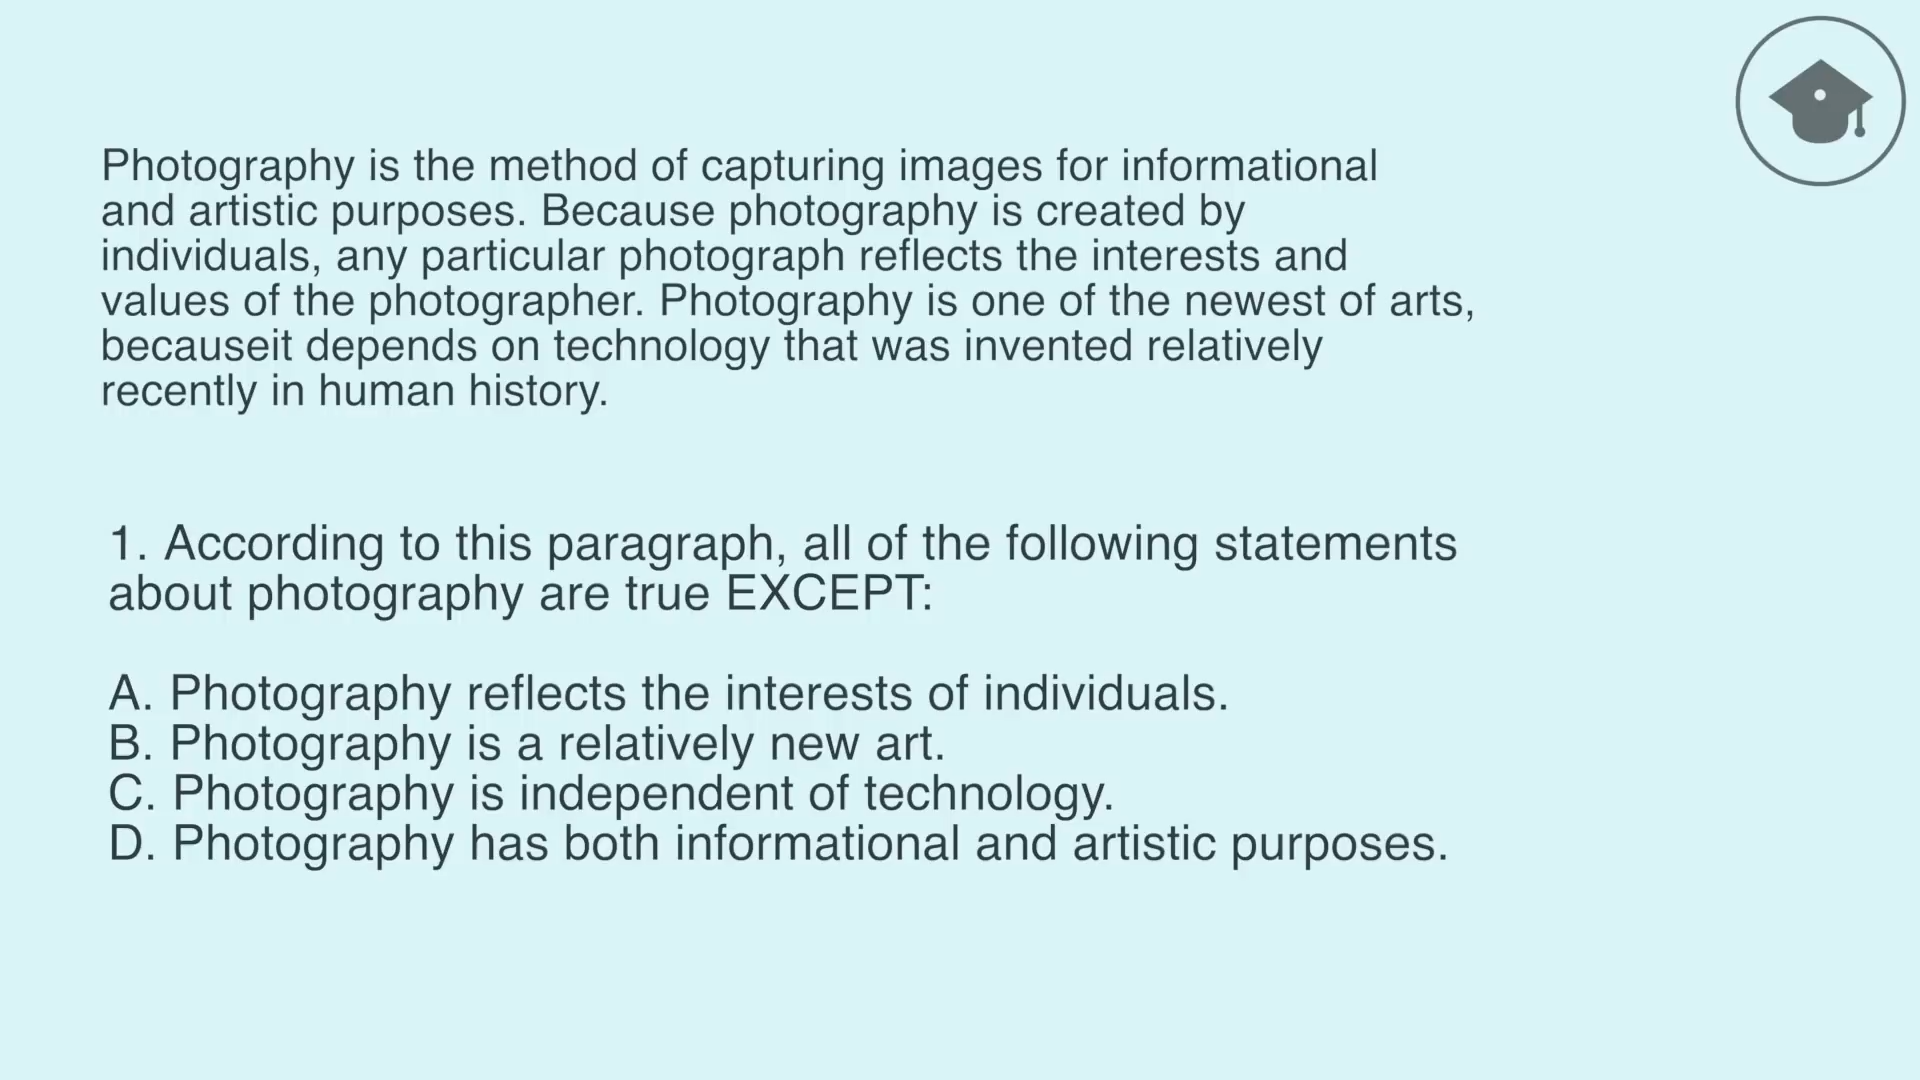 Photography is the method of capturing images for informational
and artistic purposes. Because photography is created by
individuals, any particular photograph reflects the interests and
values of the photographer. Photography is one of the newest of arts,
becauseit depends on technology that was invented relatively
recently in human history.
1. According to this paragraph, all of the following statements
about photography are true EXCEPT:
A. Photography reflects the interests of individuals.
B. Photography is a relatively new art.
C. Photography is independent of technology.
D. Photography has both informational and artistic purposes.